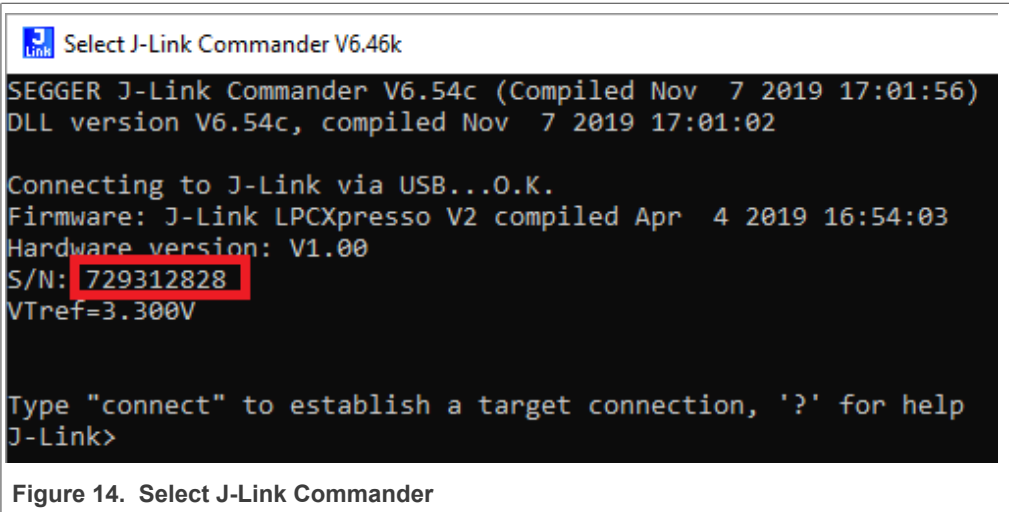 J Link Select J-Link Commander V6.46k
SEGGER J-Link Commander V6.54c (Compiled Nov  7 2019 17:01:56)
DLL version V6.54c, compiled Nov  7 2019 17:01:02
Connecting to J-Link via USB...O.K.
Firmware: J-Link LPCXpresso V2 compiled Apr  4 2019 16:54:03
Hardware version: V1.00
S/N: 729312828
VTref=3.300V
Type "connect" to establish a target connection, '?' for help
J-Link>
Figure 14. Select J-Link Commander